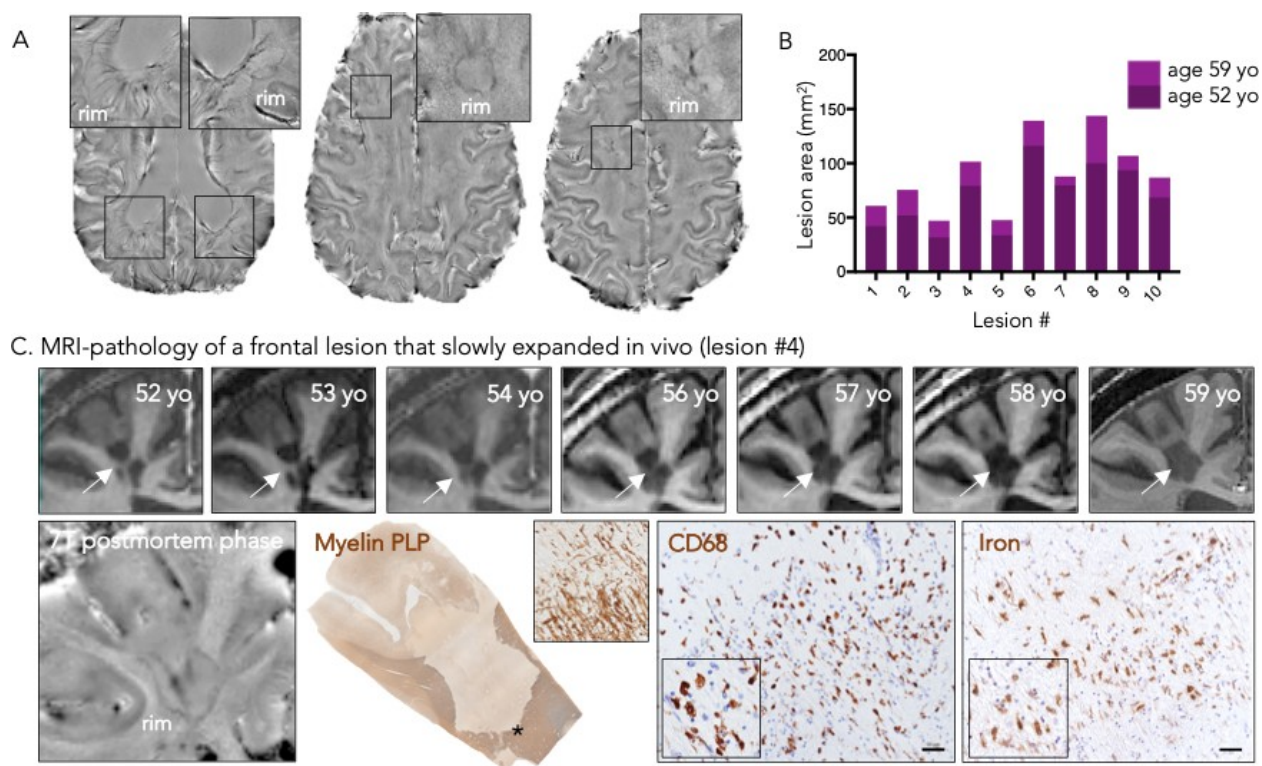 A
rim
rim
rim
rim
B
Lesion area (mm²)
200
150
100
50
0
age 59 yo
age 52 yo
1 2 3 4 5 6 7 8 9 10
Lesion #
C. MRI-pathology of a frontal lesion that slowly expanded in vivo (lesion #4)
52 yo
53 yo
54 yo
56 yo
57 yo
58 yo
59 yo
7T postmortem phase
rim
Myelin PLP
*
CD68
Iron